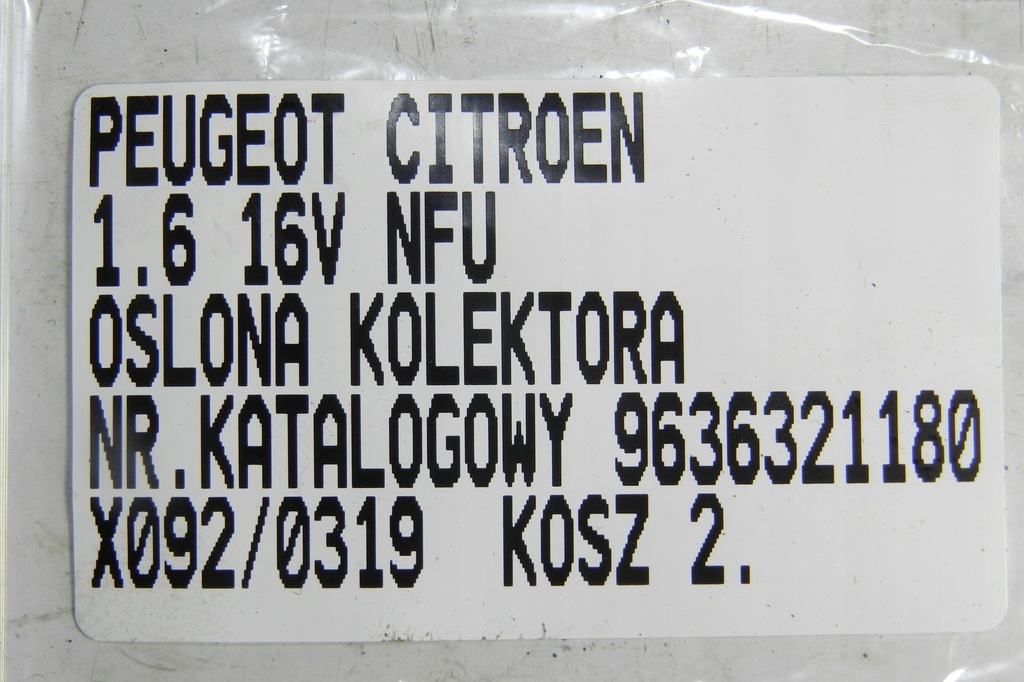 PEUGEOT CITROEN
1.6 16V NFU
OSLONA KOLEKTORA
NR.KATALOGOWY 9636321180
X092/0319 KOSZ 2.